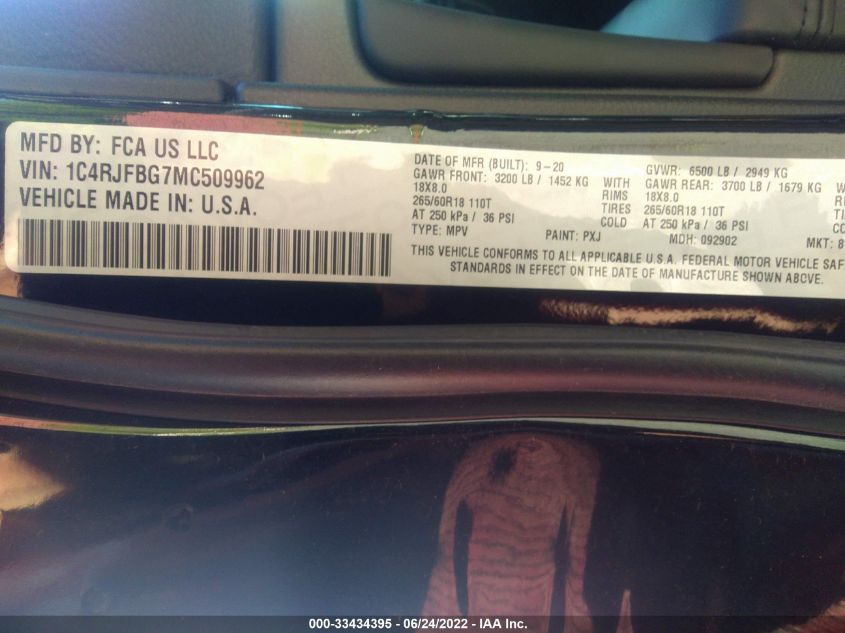 MFD BY: FCA US LLC
VIN: 1C4RJFBG7MC509962
VEHICLE MADE IN: U.S.A.
DATE OF MFR (BUILT): 9-20 GVWR: 6500 LB / 2949 KG
GAWR FRONT: 3200 LB / 1452 KG WITH GAWR REAR: 3700 LB / 1679 KG WITH
18X8.0 RIMS 18X8.0
265/60R18 110T TIRES 265/60R18 110T
AT 250 kPa / 36 PSI COLD AT 250 kPa / 36 PSI
TYPE: MPV PAINT: PXJ MDH: 092902 MKT:
THIS VEHICLE CONFORMS TO ALL APPLICABLE U.S.A. FEDERAL MOTOR VEHICLE
STANDARDS IN EFFECT ON THE DATE OF MANUFACTURE SHOWN ABOVE.
000-33434395 - 06/24/2022 - IAA Inc.